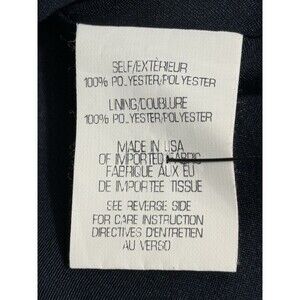 SELF/EXTÉRIEUR
100% POLYESTER/POLYESTER
LINING/DOUBLURE
100% POLYESTER/POLYESTER
MADE IN USA
OF IMPORTED FABRIC
FABRIQUE AUX EU
DE IMPORTEE TISSUE
SEE REVERSE SIDE
FOR CARE INSTRUCTION
DIRECTIVES D'ENTRETIEN
AU VERSO